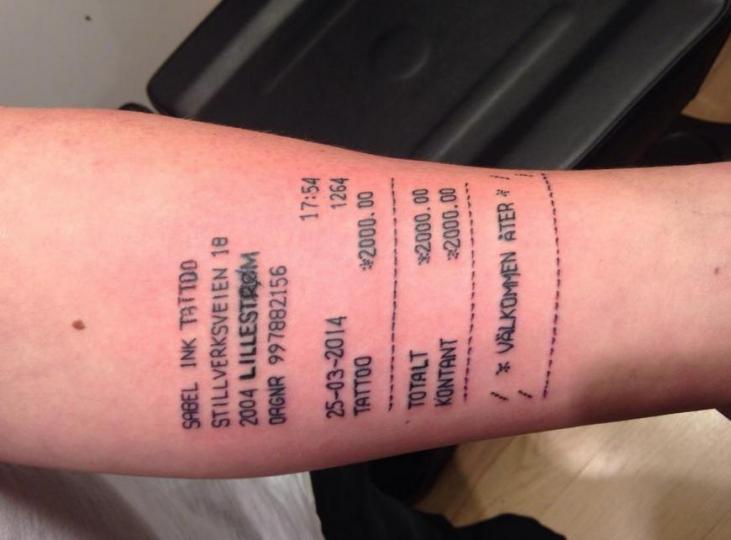 SABEL INK TATTOO
STILLVERKSVEIEN 18
2004 LILLESTRØM
ORGNR 997882156
17:54
25-03-2014 1264
TATTOO *2000.00
TOTALT *2000.00
KONTANT *2000.00
/ * VÄLKOMMEN ÅTER * /